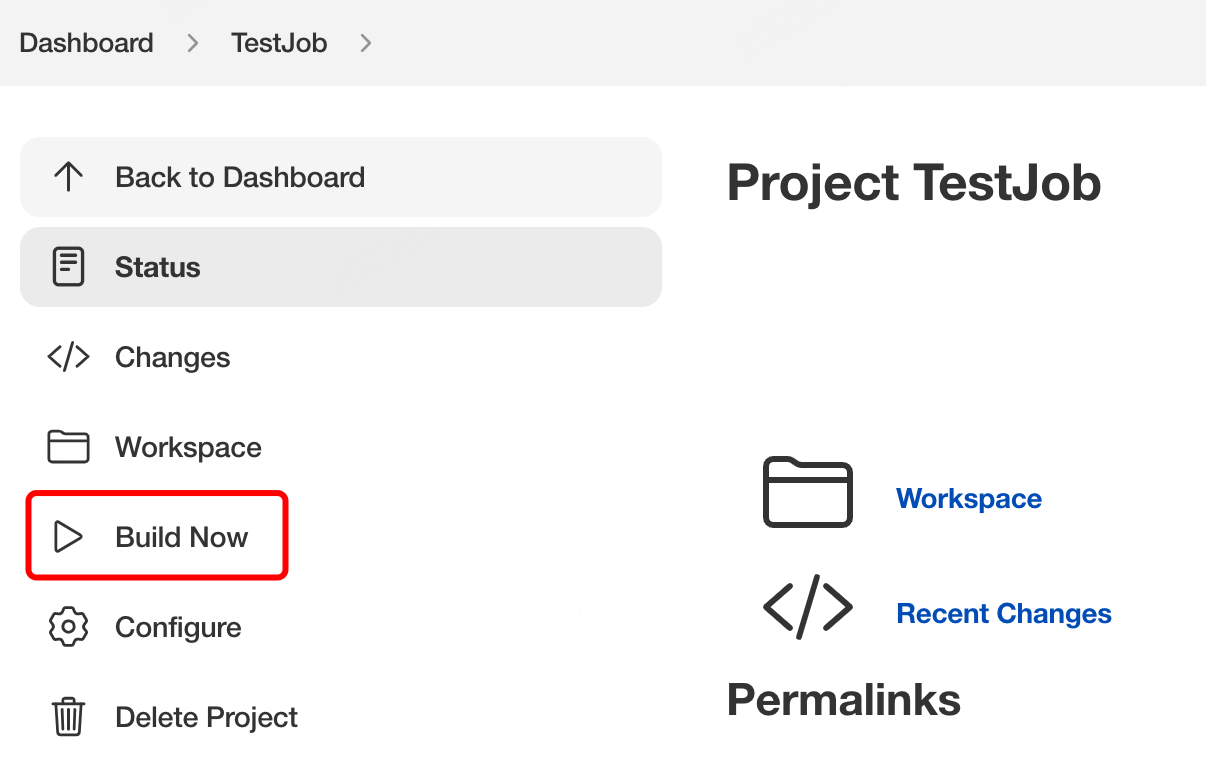 Dashboard > TestJob >
Back to Dashboard
Status
Changes
Workspace
Build Now
Configure
Delete Project
Project TestJob
Workspace
Recent Changes
Permalinks